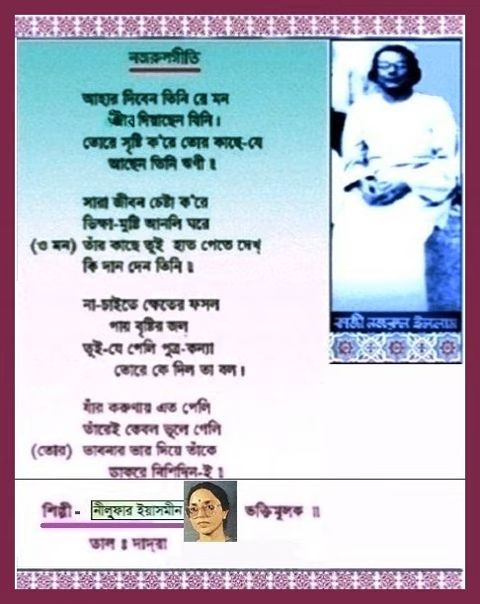 নজরুলগীতি
আহার দিবেন তিনি রে মন
জীব দিয়াছেন যিনি।
তোরে সৃষ্টি ক'রে তোর কাছে-যে
আছেন তিনি ঋণী॥
সারা জীবন চেষ্টা ক'রে
ভিক্ষা-মুষ্টি আনলি ঘরে
(ও মন) তাঁর কাছে তুই হাত পেতে দেখ্
কি দান দেন তিনি॥
না-চাইতে ক্ষেতের ফসল
পায় বৃষ্টির জল
তুই-যে পেলি পুত্র-কন্যা
তোরে কে দিল তা বল।
যাঁর করুণায় এত পেলি
তাঁরেই কেবল ভুলে গেলি
(তোর) ভাবনার ভার দিয়ে তাঁকে
ডাকরে নিশিদিন-ই॥
কাজী নজরুল ইসলাম
শিল্পী - নীলুফার ইয়াসমীন ভক্তিমূলক ॥
তাল ঃ দাদ্‌রা